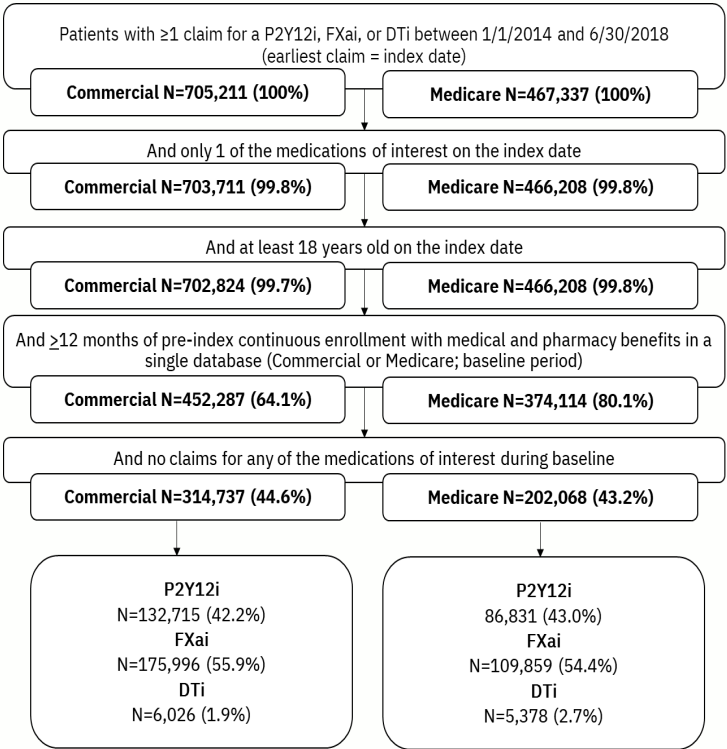 Patients with ≥1 claim for a P2Y12i, FXai, or DTi between 1/1/2014 and 6/30/2018
(earliest claim = index date)
Commercial N=705,211 (100%)
Medicare N=467,337 (100%)
And only 1 of the medications of interest on the index date
Commercial N=703,711 (99.8%)
Medicare N=466,208 (99.8%)
And at least 18 years old on the index date
Commercial N=702,824 (99.7%)
Medicare N=466,208 (99.8%)
And ≥12 months of pre-index continuous enrollment with medical and pharmacy benefits in a
single database (Commercial or Medicare; baseline period)
Commercial N=452,287 (64.1%)
Medicare N=374,114 (80.1%)
And no claims for any of the medications of interest during baseline
Commercial N=314,737 (44.6%)
Medicare N=202,068 (43.2%)
P2Y12i
N=132,715 (42.2%)
FXai
N=175,996 (55.9%)
DTi
N=6,026 (1.9%)
P2Y12i
86,831 (43.0%)
FXai
N=109,859 (54.4%)
DTi
N=5,378 (2.7%)